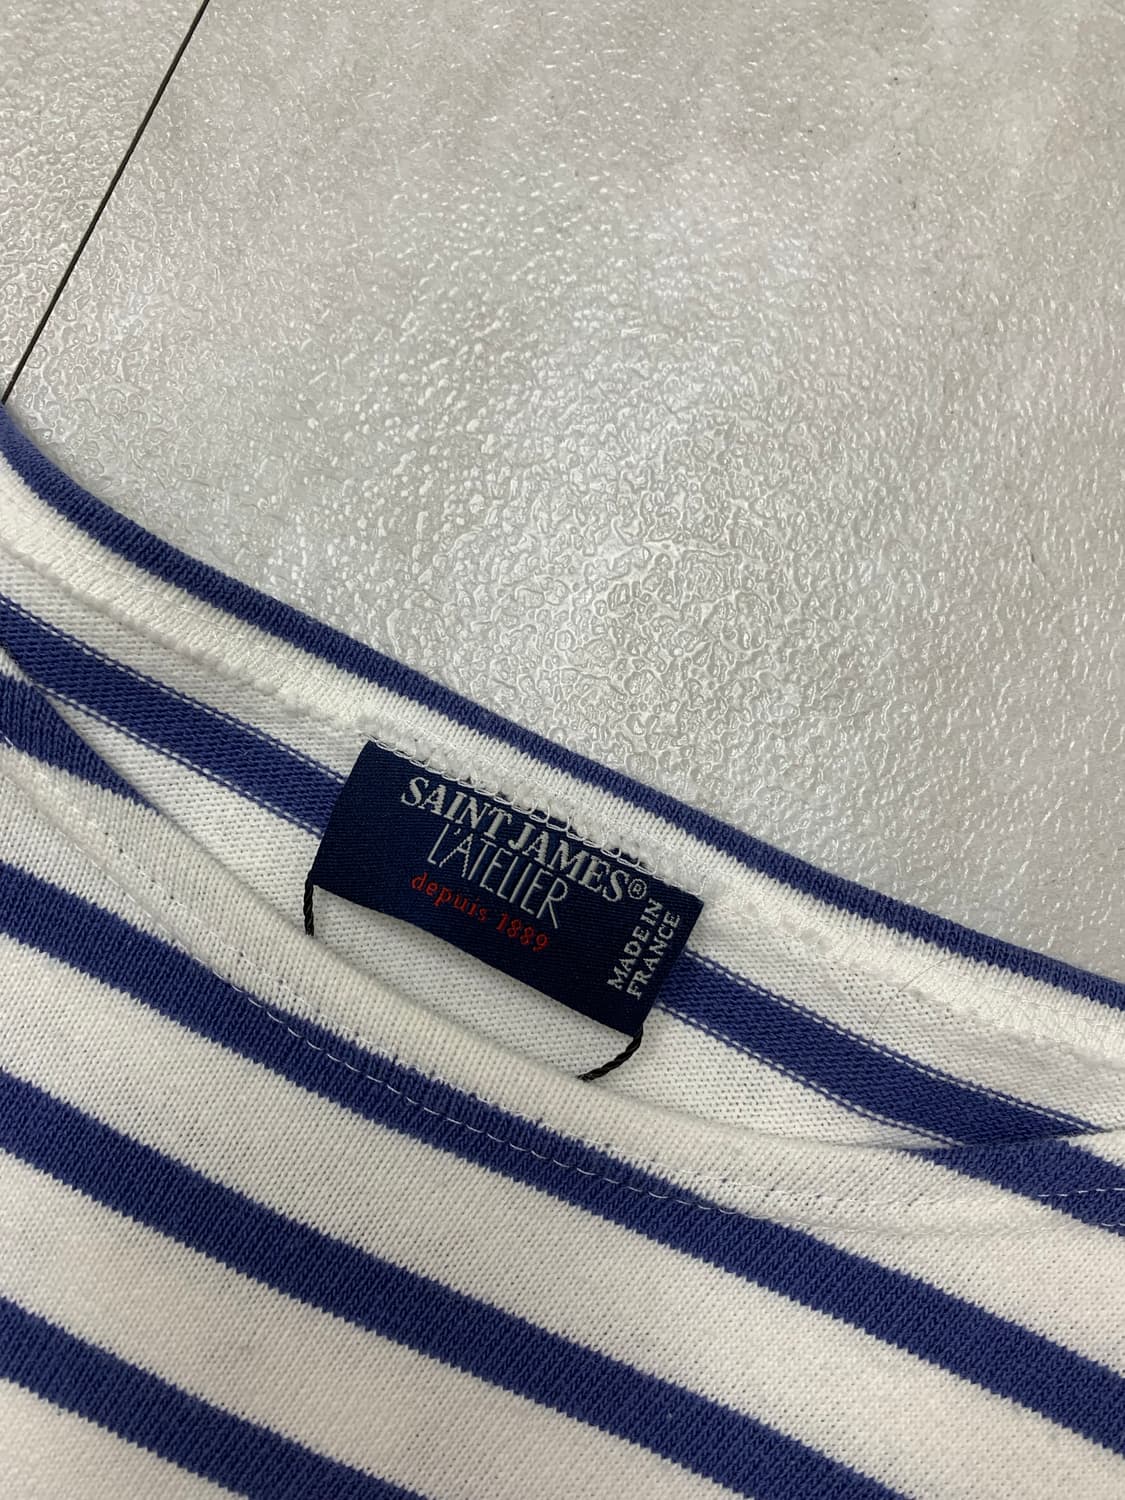 SAINT JAMES®
L'ATELIER
depuis 1889
MADE IN
FRANCE